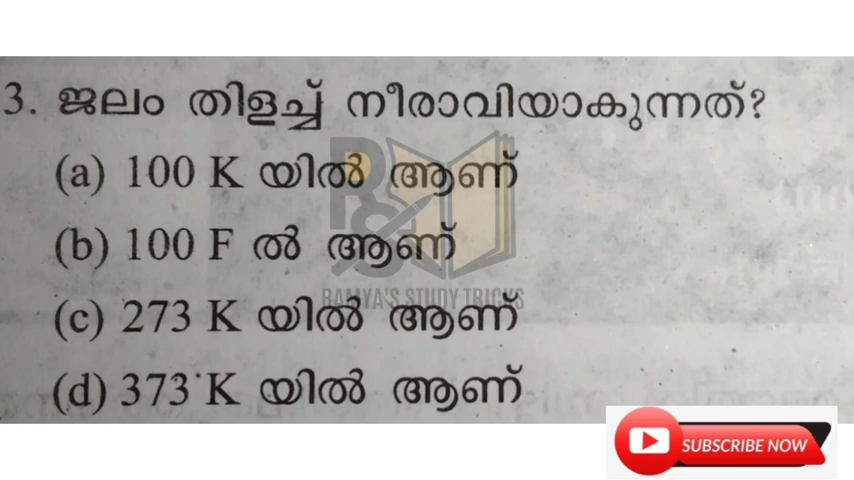 3. ജലം തിളച്ച് നീരാവിയാകുന്നത്?
(a) 100 K യിൽ ആണ്
(b) 100 F ൽ ആണ്
RAMYA'S STUDY TRICKS
(c) 273 K യിൽ ആണ്
(d) 373 K യിൽ ആണ്
SUBSCRIBE NOW